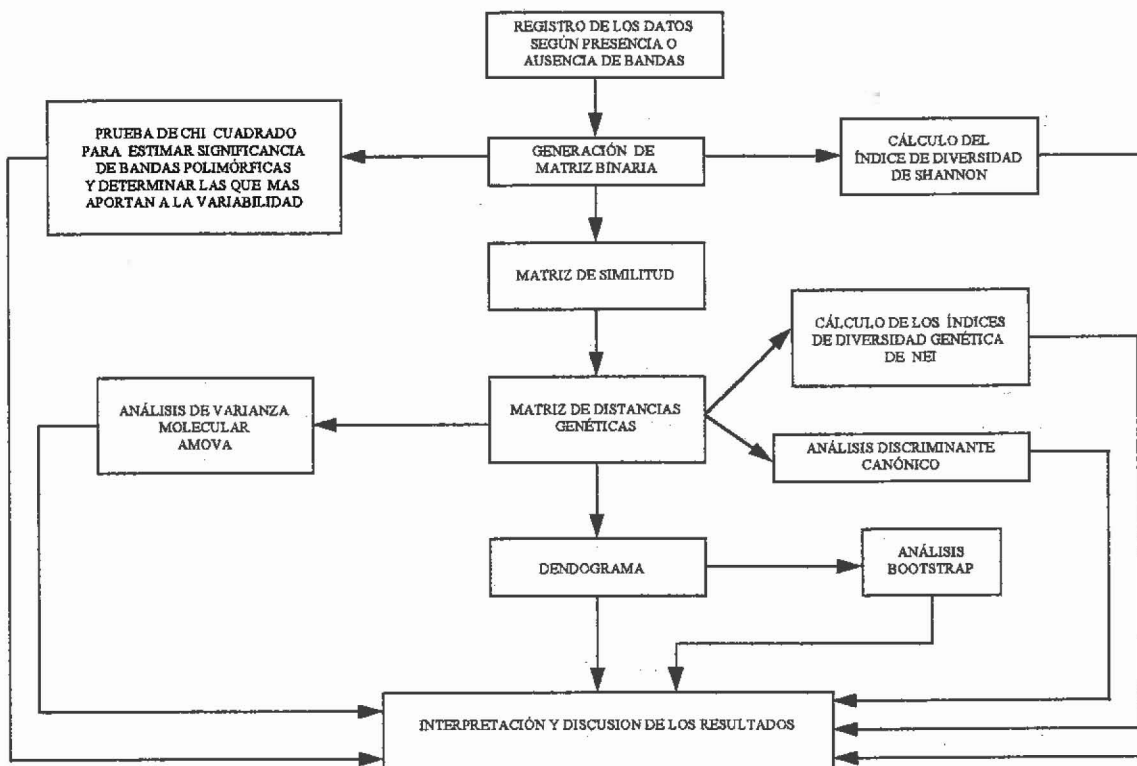 REGISTRO DE LOS DATOS
SEGÚN PRESENCIA O
AUSENCIA DE BANDAS
PRUEBA DE CHI CUADRADO
PARA ESTIMAR SIGNIFICANCIA
DE BANDAS POLIMÓRFICAS
Y DETERMINAR LAS QUE MAS
APORTAN A LA VARIABILIDAD
GENERACIÓN DE
MATRIZ BINARIA
CÁLCULO DEL
ÍNDICE DE DIVERSIDAD
DE SHANNON
MATRIZ DE SIMILITUD
CÁLCULO DE LOS ÍNDICES
DE DIVERSIDAD GENÉTICA
DE NEI
ANÁLISIS DE VARIANZA
MOLECULAR
AMOVA
MATRIZ DE DISTANCIAS
GENÉTICAS
ANÁLISIS DISCRIMINANTE
CANÓNICO
DENDOGRAMA
ANÁLISIS
BOOTSTRAP
INTERPRETACIÓN Y DISCUSION DE LOS RESULTADOS